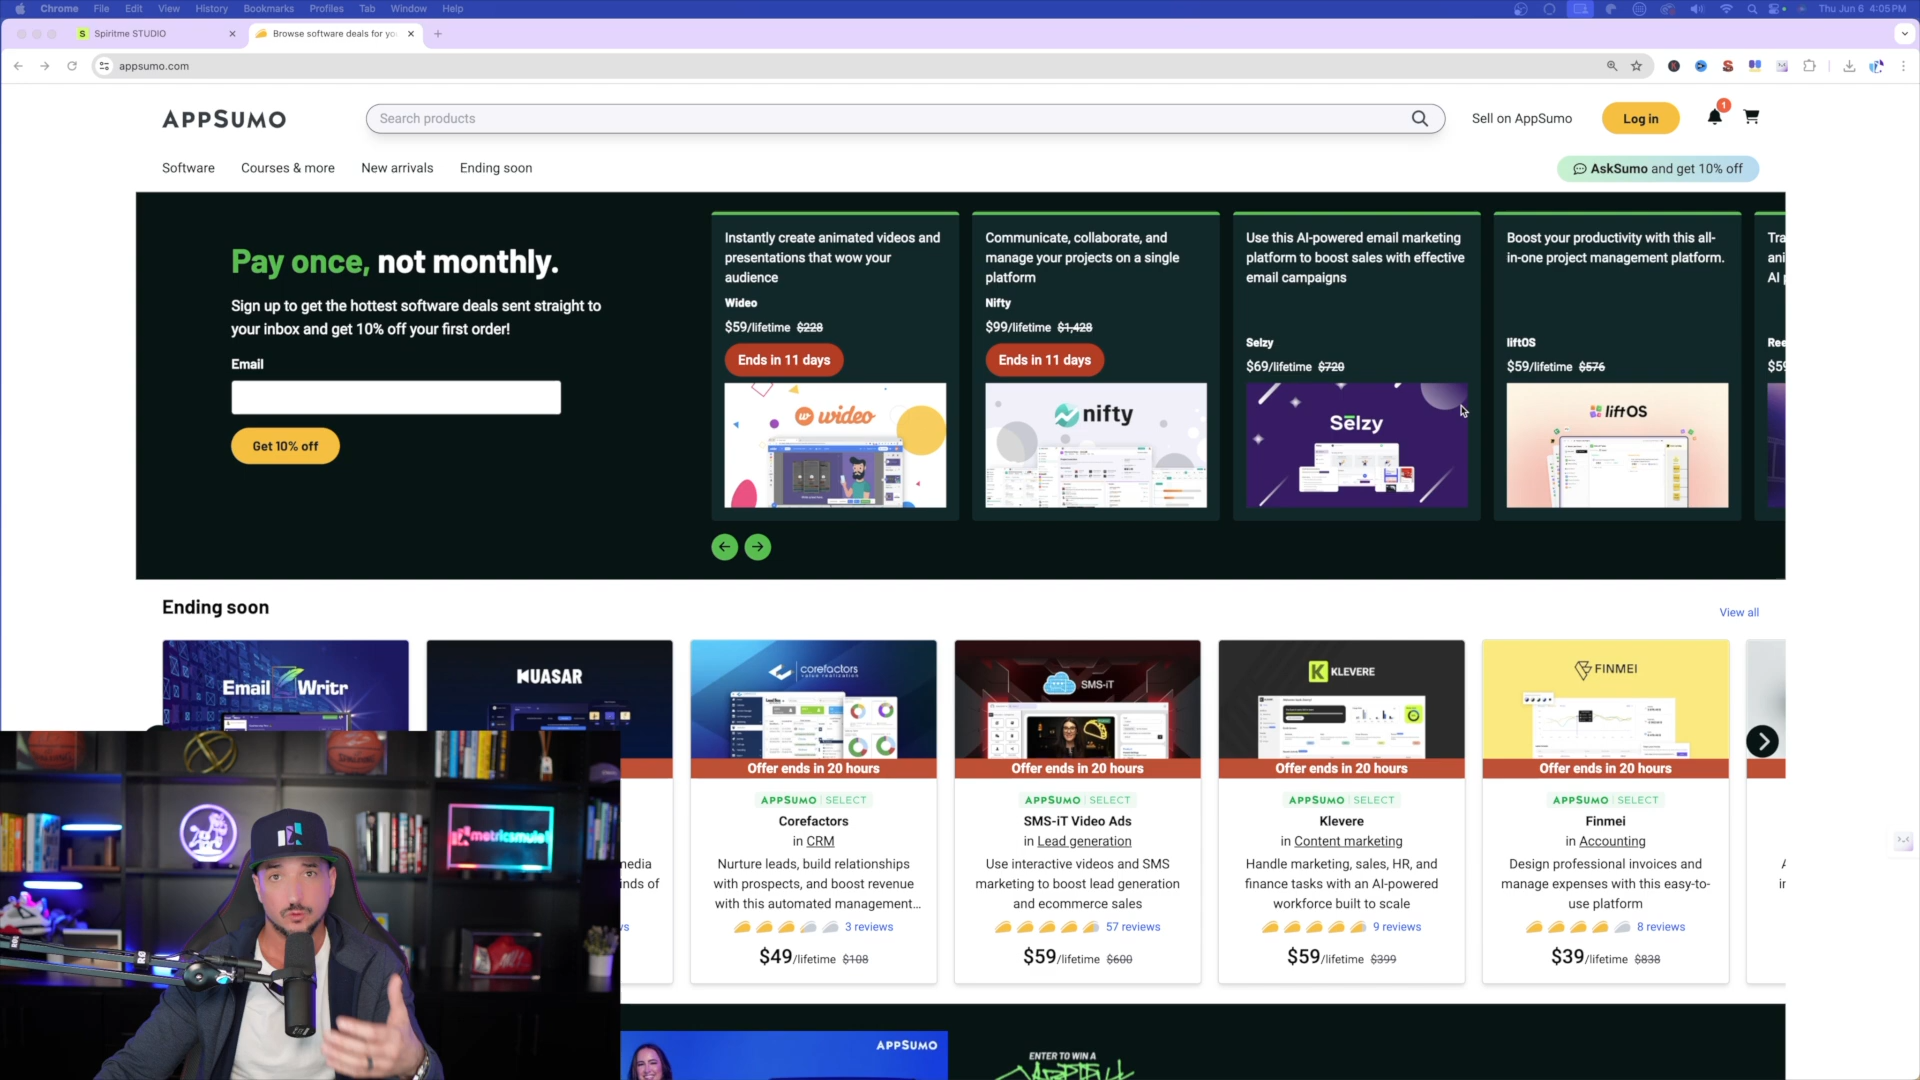 Chrome File Edit View History Bookmarks Profiles Tab Window Help
Thu Jun 6 4:05 PM
Spiritme STUDIO
Browse software deals for yo
appsumo.com
APPSUMO
Search products
Sell on AppSumo
Log in
1
Software
Courses & more
New arrivals
Ending soon
AskSumo and get 10% off
Pay once, not monthly.
Sign up to get the hottest software deals sent straight to
your inbox and get 10% off your first order!
Email
Get 10% off
Instantly create animated videos and
presentations that wow your
audience
Wideo
$59/lifetime $228
Ends in 11 days
wideo
Communicate, collaborate, and
manage your projects on a single
platform
Nifty
$99/lifetime $1,428
Ends in 11 days
nifty
Use this AI-powered email marketing
platform to boost sales with effective
email campaigns
Selzy
$69/lifetime $720
Sēlzy
Boost your productivity with this all-
in-one project management platform.
liftOS
$59/lifetime $576
liftOS
Tra
ani
AI
Ree
$59
Ending soon
View all
Email Writr
KUASAR
media
inds of
corefactors
value realization
Offer ends in 20 hours
APPSUMO | SELECT
Corefactors
in CRM
Nurture leads, build relationships
with prospects, and boost revenue
with this automated management...
3 reviews
$49/lifetime $108
SMS-iT
Offer ends in 20 hours
APPSUMO | SELECT
SMS-iT Video Ads
in Lead generation
Use interactive videos and SMS
marketing to boost lead generation
and ecommerce sales
57 reviews
$59/lifetime $600
KLEVERE
Offer ends in 20 hours
APPSUMO | SELECT
Klevere
in Content marketing
Handle marketing, sales, HR, and
finance tasks with an AI-powered
workforce built to scale
9 reviews
$59/lifetime $399
FINMEI
Offer ends in 20 hours
APPSUMO | SELECT
Finmei
in Accounting
Design professional invoices and
manage expenses with this easy-to-
use platform
8 reviews
$39/lifetime $838
metricsmule
APPSUMO
ENTER TO WIN A